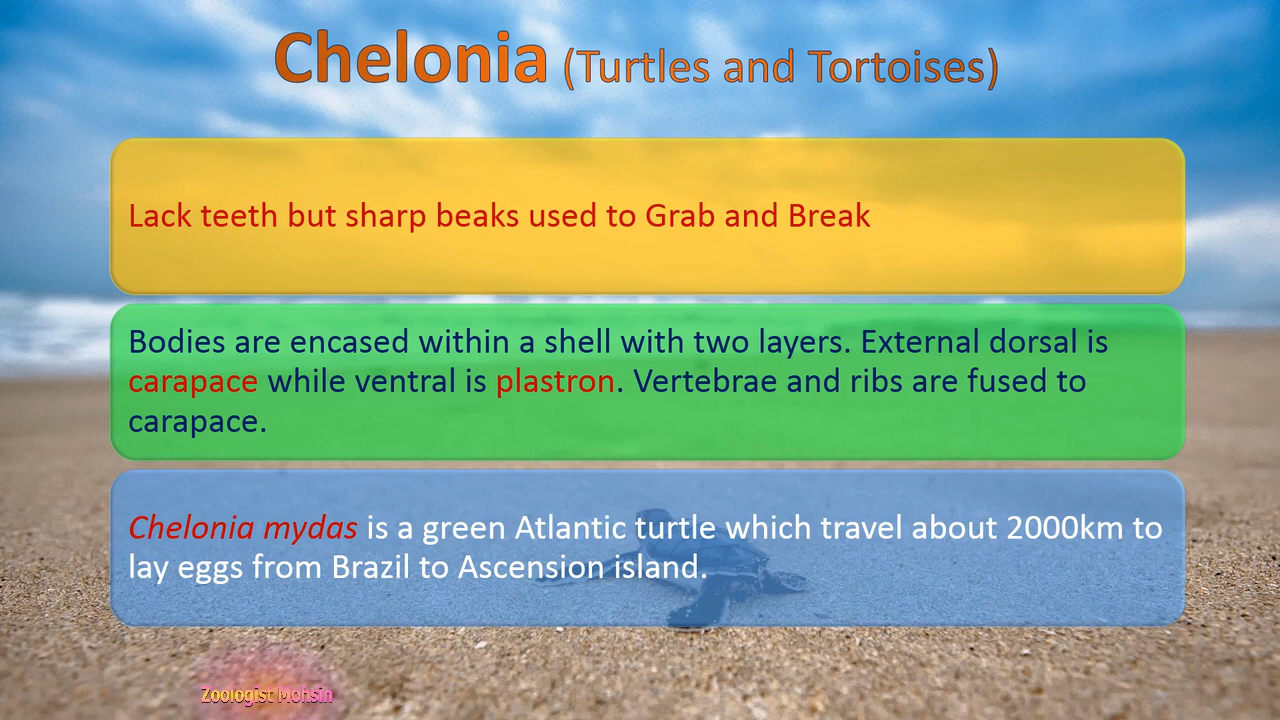 Chelonia (Turtles and Tortoises)
Lack teeth but sharp beaks used to Grab and Break
Bodies are encased within a shell with two layers. External dorsal is
carapace while ventral is plastron. Vertebrae and ribs are fused to
carapace.
Chelonia mydas is a green Atlantic turtle which travel about 2000km to
lay eggs from Brazil to Ascension island.
Zoologist Mohsin